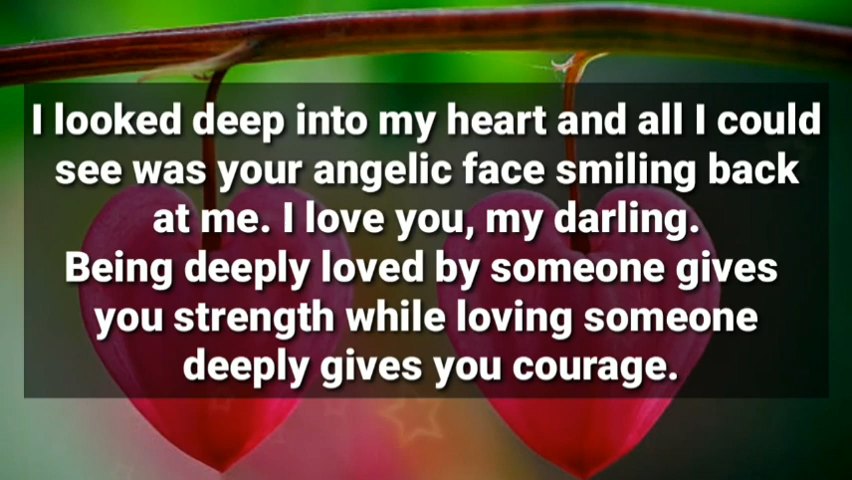 I looked deep into my heart and all I could
see was your angelic face smiling back
at me. I love you, my darling.
Being deeply loved by someone gives
you strength while loving someone
deeply gives you courage.